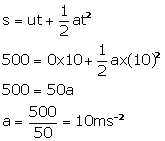 s = ut + 1/2 at²
500 = 0x10 + 1/2 ax(10)²
500 = 50a
a = 500/50 = 10ms⁻²